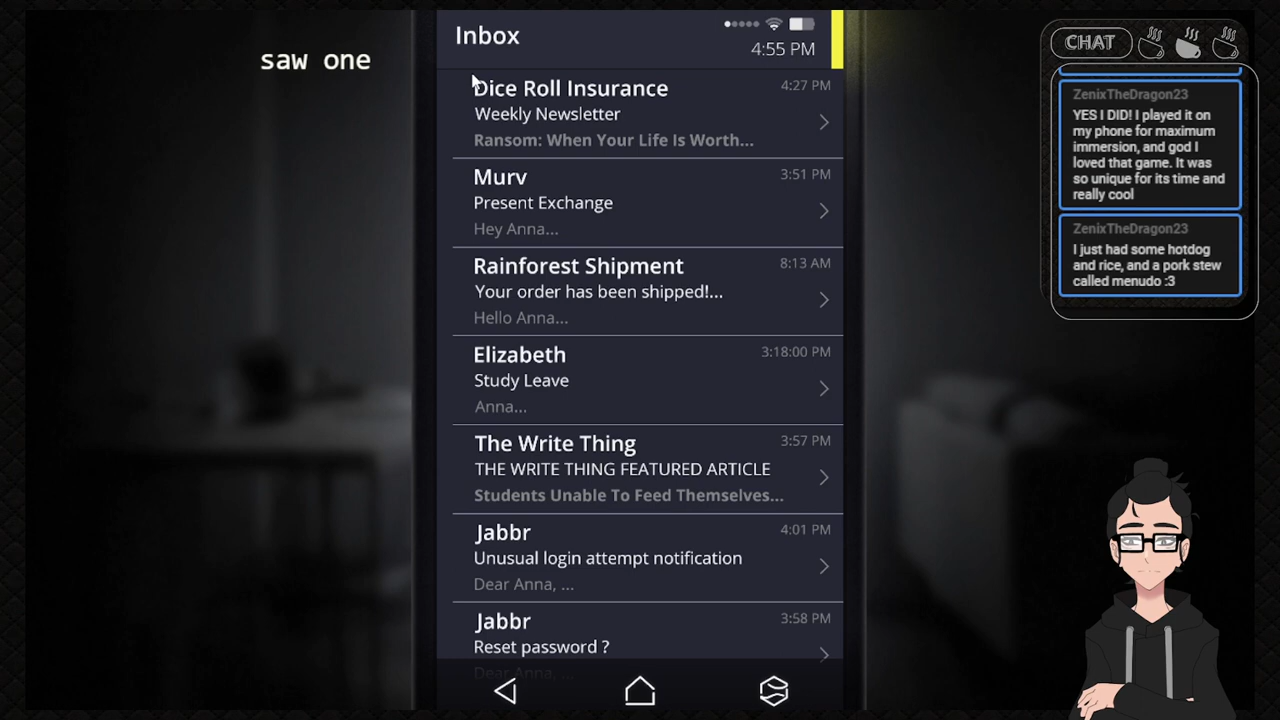 saw one
Inbox
4:55 PM
Dice Roll Insurance
4:27 PM
Weekly Newsletter
Ransom: When Your Life Is Worth...
Murv
3:51 PM
Present Exchange
Hey Anna...
Rainforest Shipment
8:13 AM
Your order has been shipped!...
Hello Anna...
Elizabeth
3:18:00 PM
Study Leave
Anna...
The Write Thing
3:57 PM
THE WRITE THING FEATURED ARTICLE
Students Unable To Feed Themselves...
Jabbr
4:01 PM
Unusual login attempt notification
Dear Anna, ...
Jabbr
3:58 PM
Reset password ?
Dear Anna, ...
CHAT
ZenixTheDragon23
YES I DID! I played it on
my phone for maximum
immersion, and god I
loved that game. It was
so unique for its time and
really cool
ZenixTheDragon23
I just had some hotdog
and rice, and a pork stew
called menudo :3